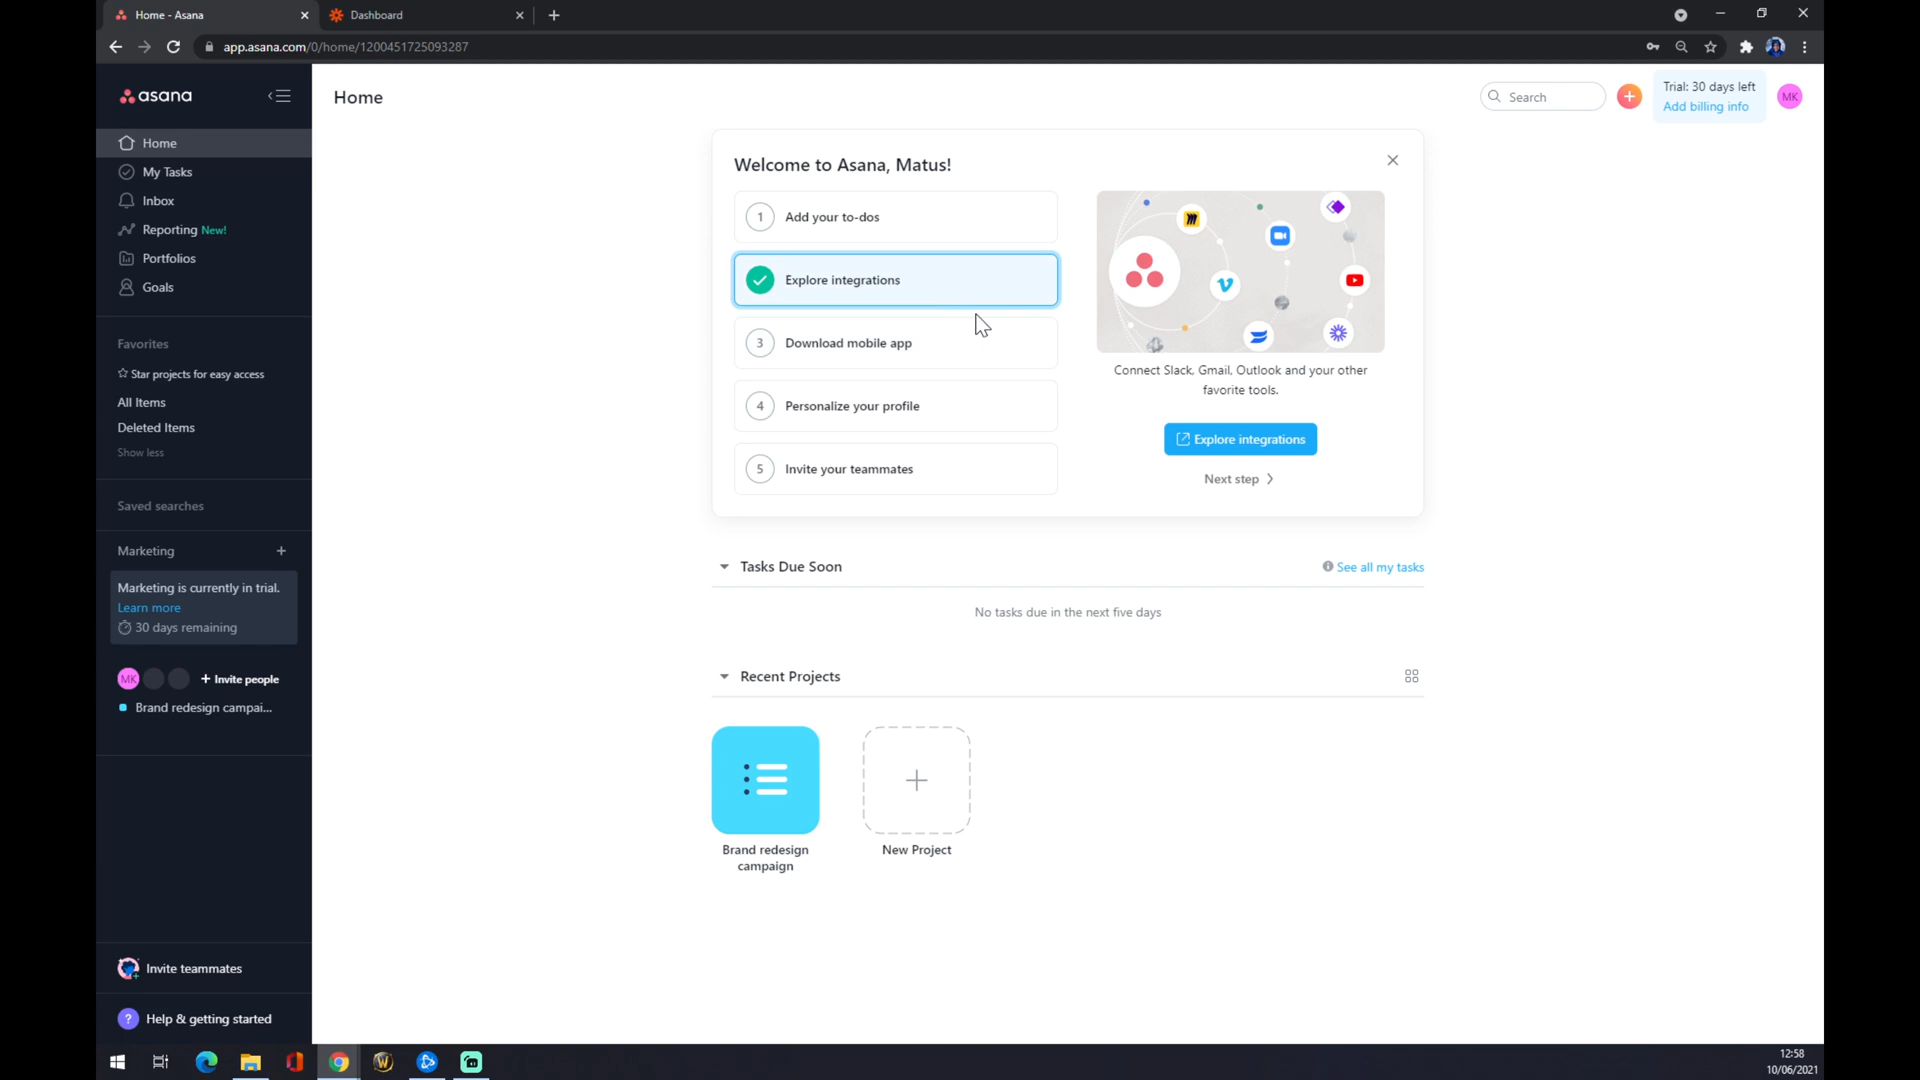 Home - Asana
Dashboard
app.asana.com/0/home/1200451725093287
asana
Home
My Tasks
Inbox
Reporting New!
Portfolios
Goals
Favorites
Star projects for easy access
All Items
Deleted Items
Show less
Saved searches
Marketing
Marketing is currently in trial.
Learn more
30 days remaining
MK
+ Invite people
Brand redesign campai...
Invite teammates
? Help & getting started
Home
Search
Trial: 30 days left
Add billing info
MK
Welcome to Asana, Matus!
1 Add your to-dos
Explore integrations
3 Download mobile app
4 Personalize your profile
5 Invite your teammates
Connect Slack, Gmail, Outlook and your other
favorite tools.
Explore integrations
Next step
Tasks Due Soon
See all my tasks
No tasks due in the next five days
Recent Projects
Brand redesign
campaign
New Project
12:58
10/06/2021